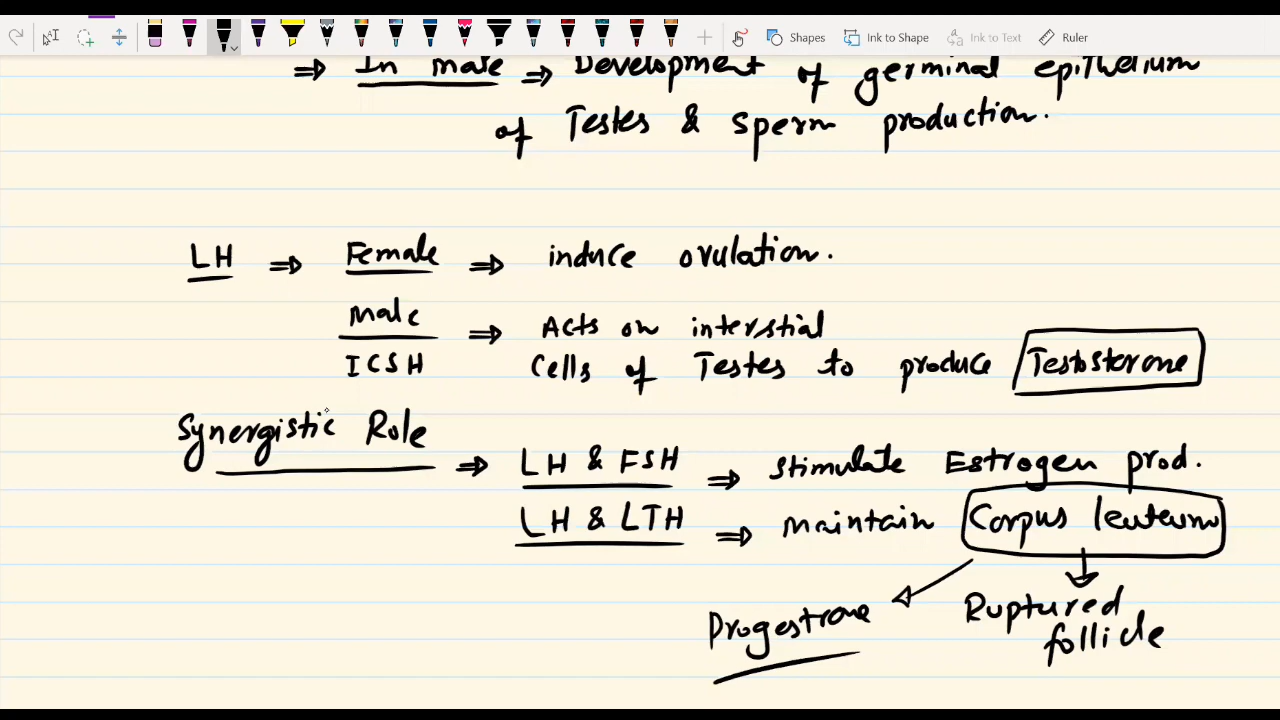 Shapes Ink to Shape Ink to Text Ruler
⇒ In male ⇒ Development of germinal epithelium
of Testes & sperm production.
LH ⇒ Female ⇒ induce ovulation.
Male ⇒ Acts on interstial
ICSH Cells of Testes to produce Testosterone
Synergistic Role
⇒ LH & FSH ⇒ stimulate Estrogen prod.
LH & LTH ⇒ maintain Corpus leuteum
Progestrone
Ruptured
follicle